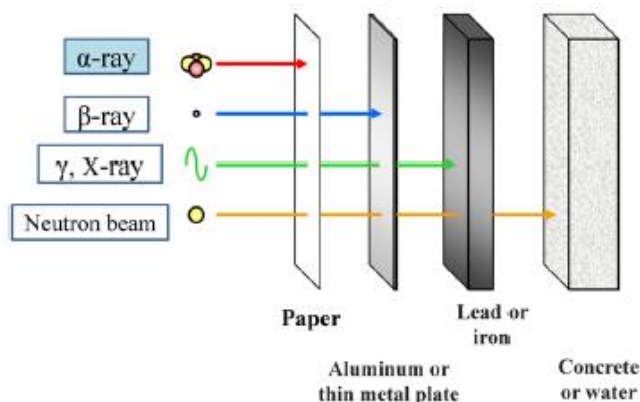 α-ray
β-ray
γ, X-ray
Neutron beam
Paper
Aluminum or
thin metal plate
Lead or
iron
Concrete
or water